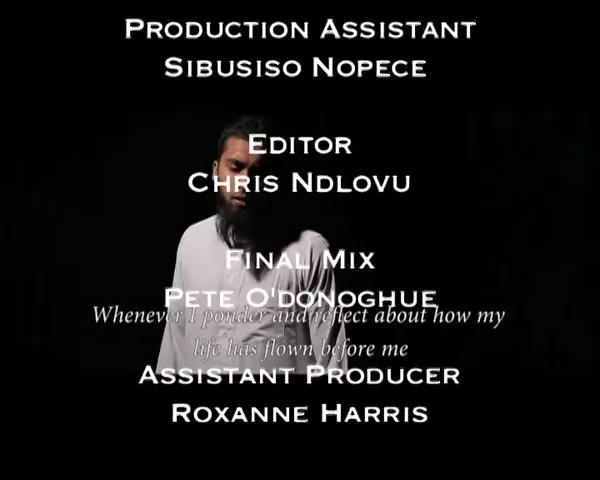 Production Assistant
Sibusiso Nopece
Editor
Chris Ndlovu
Final Mix
Pete O'Donoghue
Whenever I ponder and reflect about how my
life has flown before me
Assistant Producer
Roxanne Harris